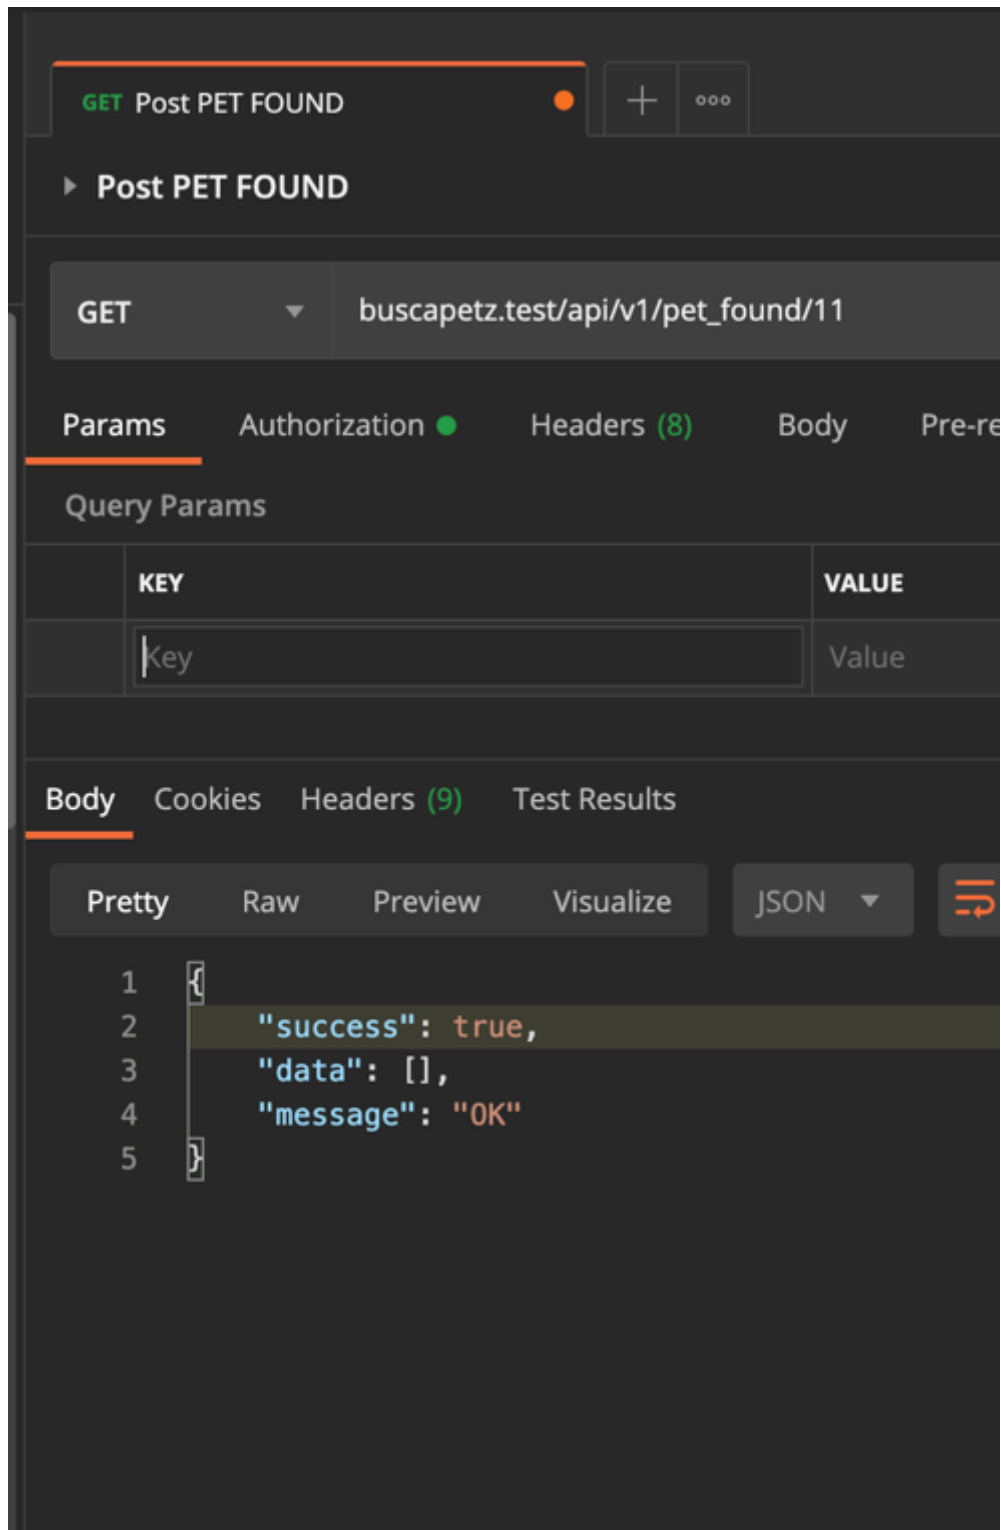 GET Post PET FOUND
Post PET FOUND
GET buscapetz.test/api/v1/pet_found/11
Params Authorization Headers (8) Body Pre-re
Query Params
KEY VALUE
Key Value
Body Cookies Headers (9) Test Results
Pretty Raw Preview Visualize JSON
1 {
2 "success": true,
3 "data": [],
4 "message": "OK"
5 }